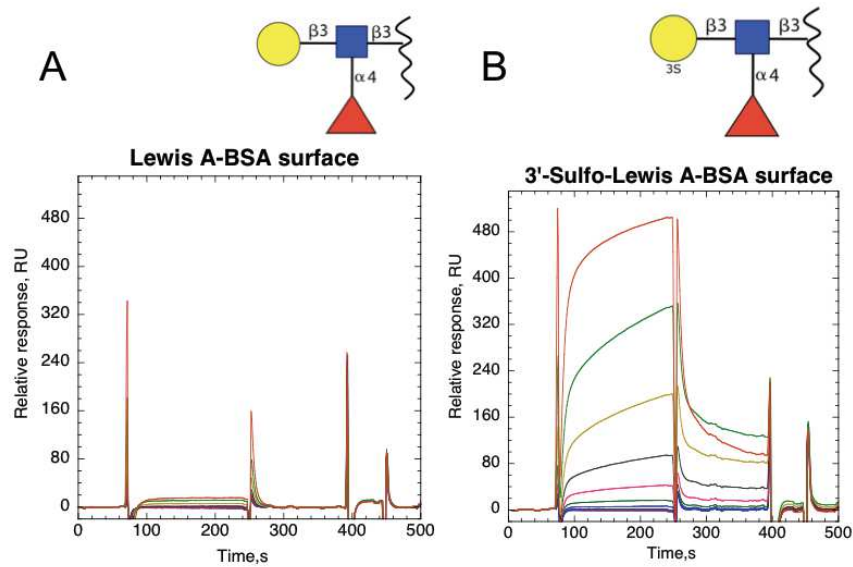 A
β3
β3
α4
Lewis A-BSA surface
Relative response, RU
480
400
320
240
160
80
0
0 100 200 300 400 500
Time,s
B
β3
β3
3S
α4
3'-Sulfo-Lewis A-BSA surface
Relative response, RU
480
400
320
240
160
80
0
0 100 200 300 400 500
Time,s